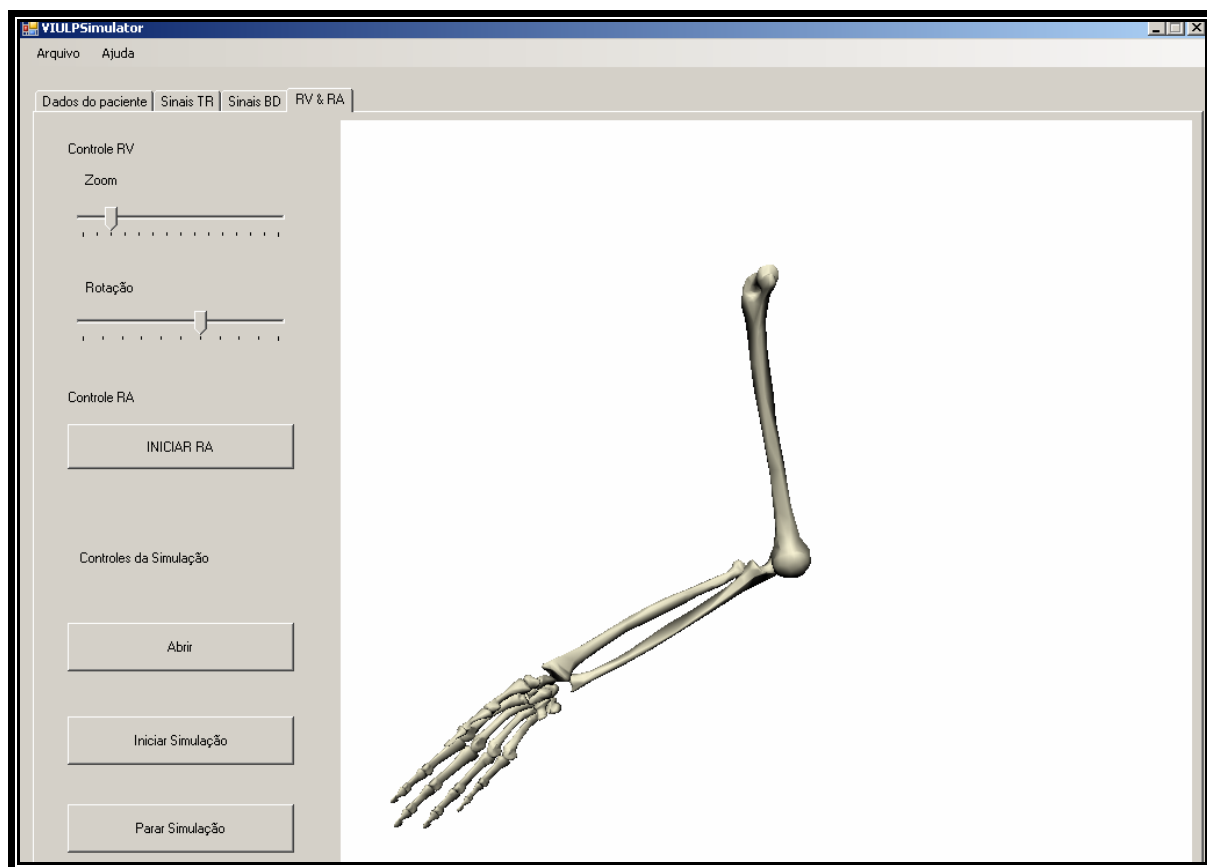 VIULPSimulator
Arquivo Ajuda
Dados do paciente Sinais TR Sinais BD RV & RA
Controle RV
Zoom
Rotação
Controle RA
INICIAR RA
Controles da Simulação
Abrir
Iniciar Simulação
Parar Simulação